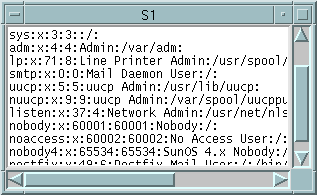 S1
sys:x:3:3::/:
adm:x:4:4:Admin:/var/adm:
lp:x:71:8:Line Printer Admin:/usr/spool/
smtp:x:0:0:Mail Daemon User:/:
uucp:x:5:5:uucp Admin:/usr/lib/uucp:
nuucp:x:9:9:uucp Admin:/var/spool/uucppu
listen:x:37:4:Network Admin:/usr/net/nls
nobody:x:60001:60001:Nobody:/:
noaccess:x:60002:60002:No Access User:/:
nobody4:x:65534:65534:SunOS 4.x Nobody:/
postfix:x:49:6:Postfix Mail User:/:/bin/